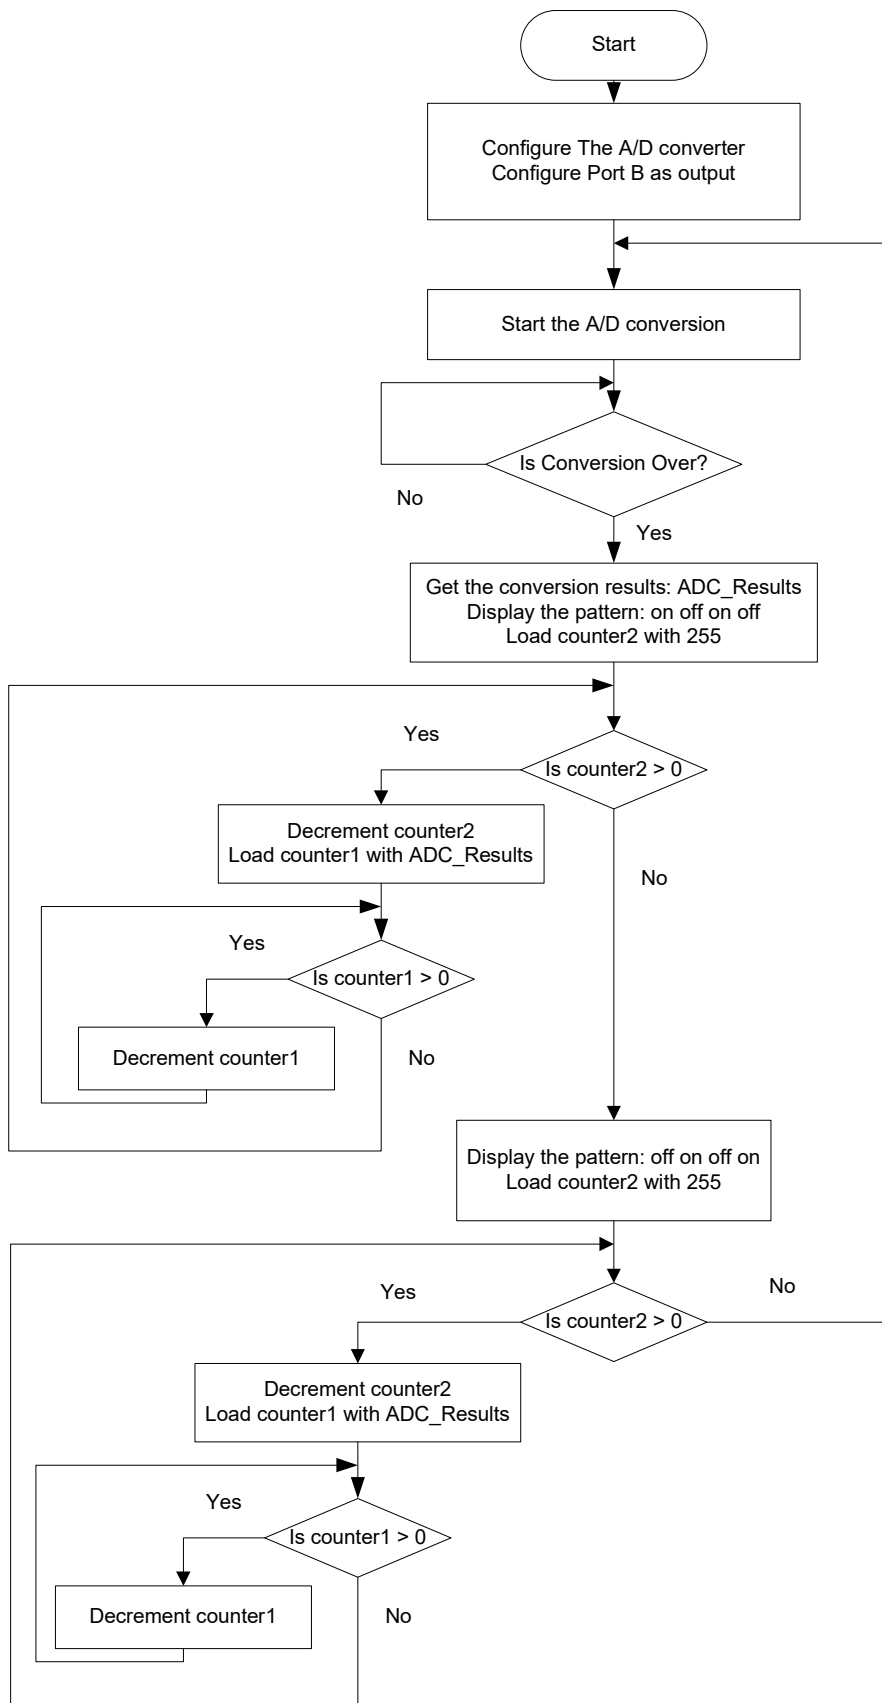 Start
Configure The A/D converter
Configure Port B as output
Start the A/D conversion
Is Conversion Over?
No
Yes
Get the conversion results: ADC_Results
Display the pattern: on off on off
Load counter2 with 255
Yes
Is counter2 > 0
Decrement counter2
Load counter1 with ADC_Results
No
Yes
Is counter1 > 0
Decrement counter1
No
Display the pattern: off on off on
Load counter2 with 255
No
Yes
Is counter2 > 0
Decrement counter2
Load counter1 with ADC_Results
Yes
Is counter1 > 0
Decrement counter1
No